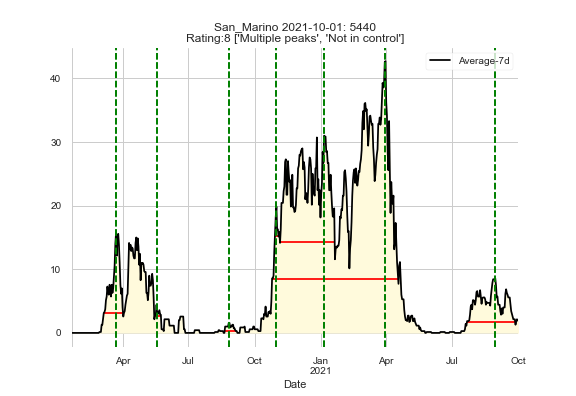 San_Marino 2021-10-01: 5440
Rating:8 ['Multiple peaks', 'Not in control']
Average-7d
40
30
20
10
0
Apr Jul Oct Jan Apr Jul Oct
2021
Date